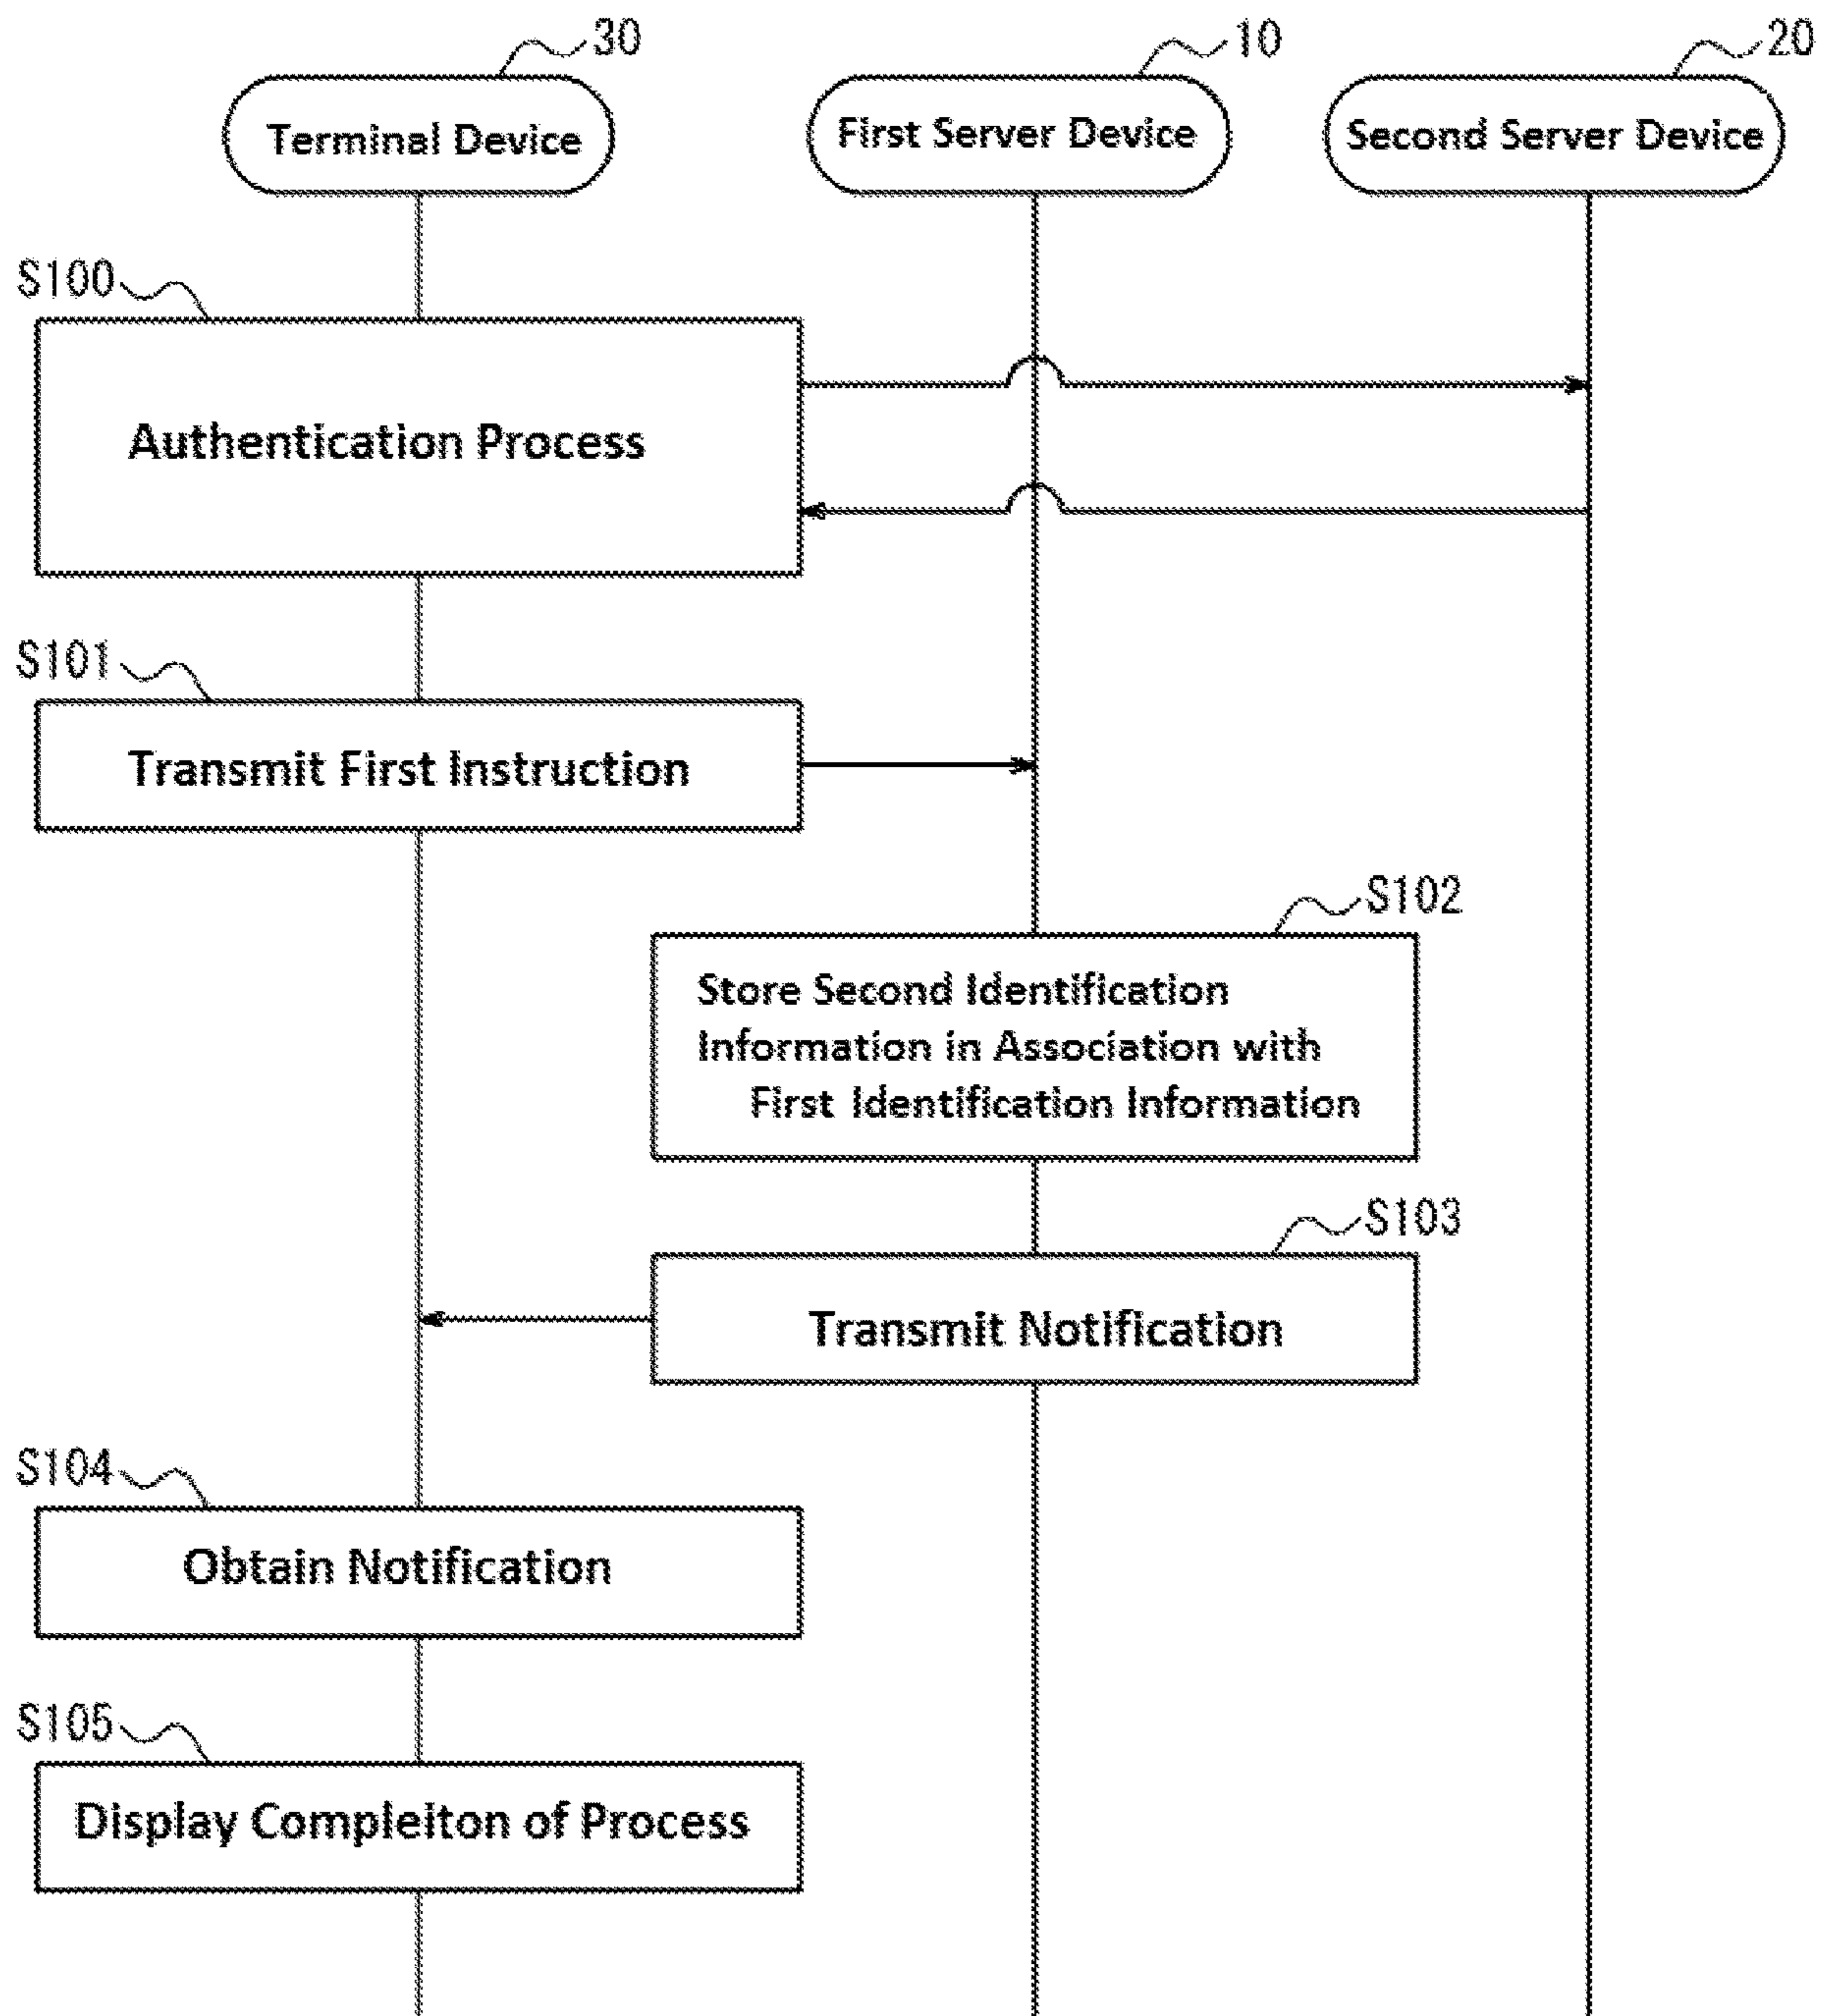 30
10
20
Terminal Device
First Server Device
Second Server Device
S100
Authentication Process
S101
Transmit First Instruction
S102
Store Second Identification
Information in Association with
First Identification Information
S103
Transmit Notification
S104
Obtain Notification
S105
Display Compleiton of Process